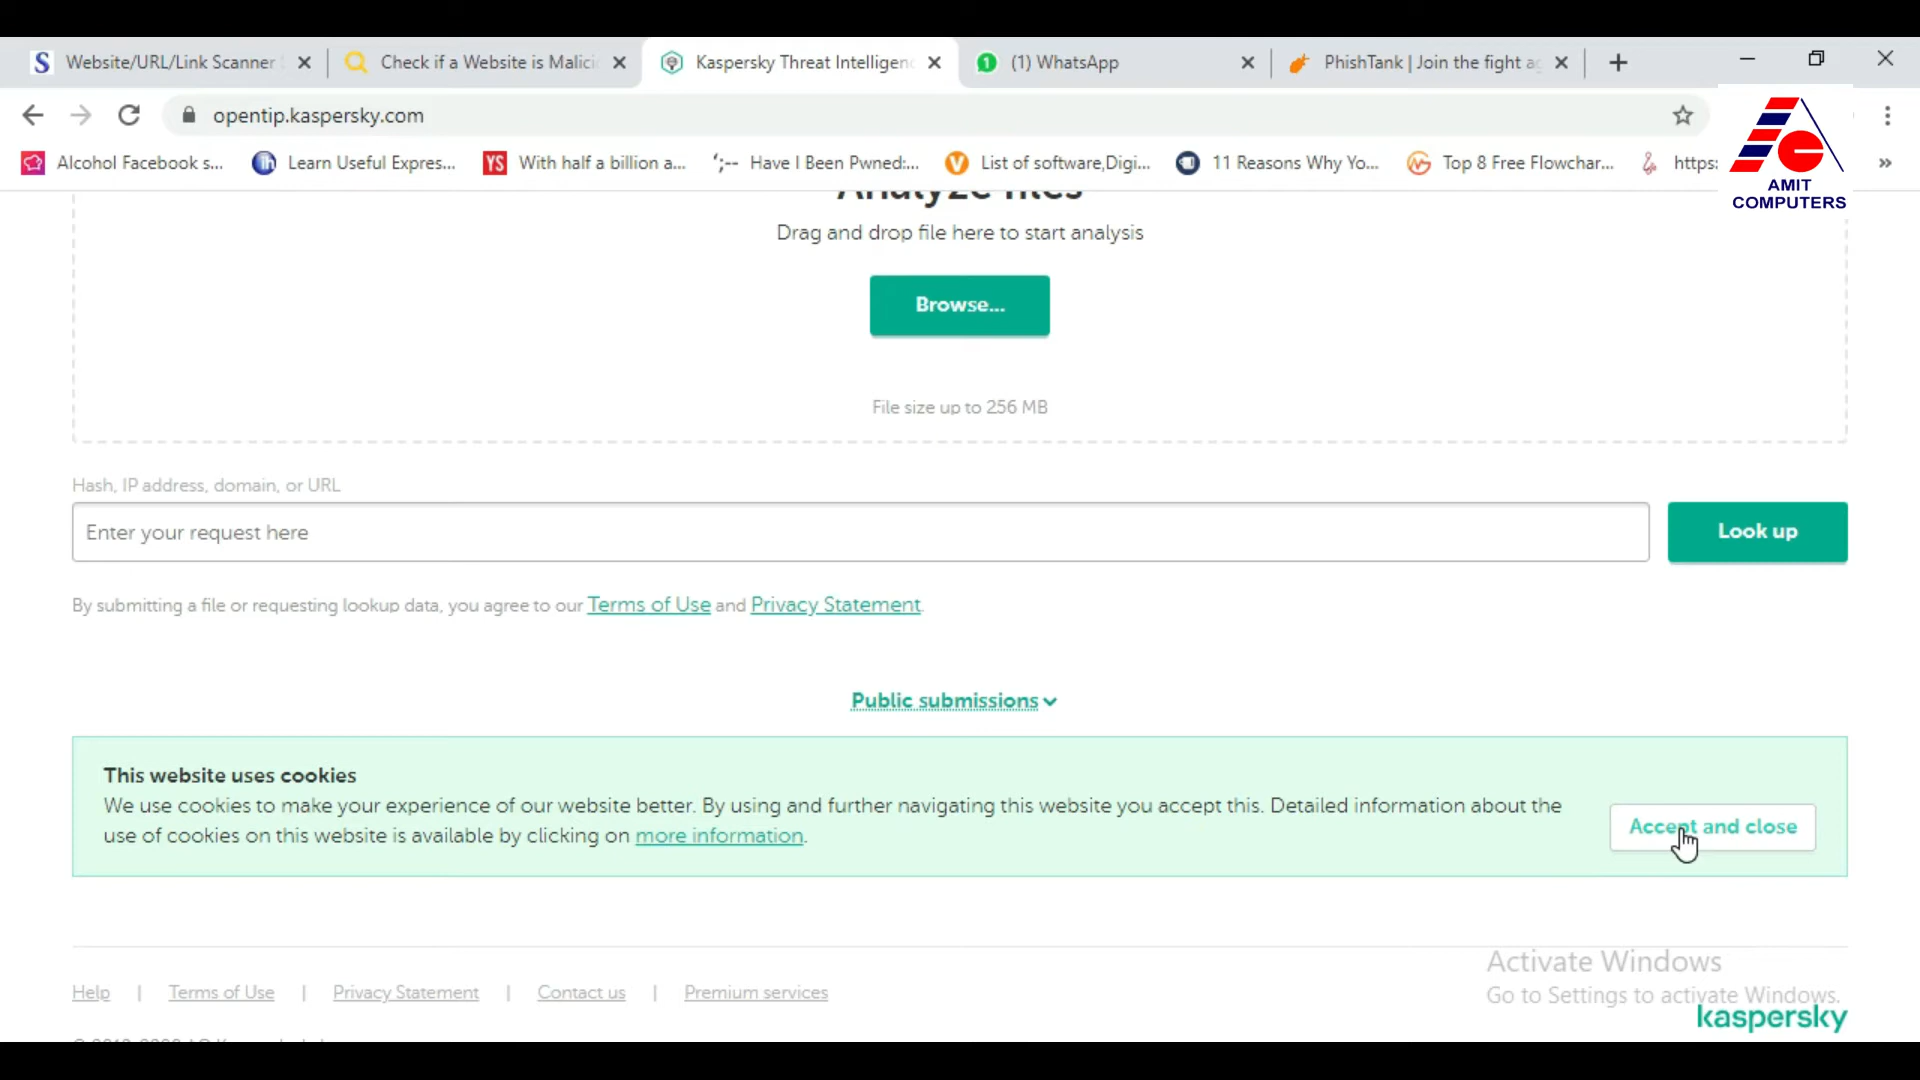 Website/URL/Link Scanner
Check if a Website is Malici
Kaspersky Threat Intelligen
(1) WhatsApp
PhishTank | Join the fight ag
opentip.kaspersky.com
Alcohol Facebook s...
Learn Useful Expres...
YS With half a billion a...
';-- Have I Been Pwned:...
List of software,Digi...
11 Reasons Why Yo...
Top 8 Free Flowchar...
https:
AMIT
COMPUTERS
Analyze files
Drag and drop file here to start analysis
Browse...
File size up to 256 MB
Hash, IP address, domain, or URL
Enter your request here
Look up
By submitting a file or requesting lookup data, you agree to our Terms of Use and Privacy Statement.
Public submissions
This website uses cookies
We use cookies to make your experience of our website better. By using and further navigating this website you accept this. Detailed information about the
use of cookies on this website is available by clicking on more information.
Accept and close
Activate Windows
Go to Settings to activate Windows.
Help | Terms of Use | Privacy Statement | Contact us | Premium services
kaspersky